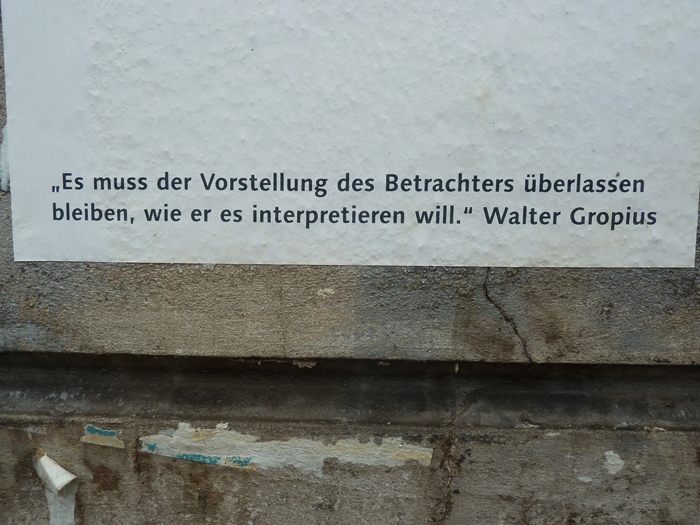 „Es muss der Vorstellung des Betrachters überlassen
bleiben, wie er es interpretieren will.“ Walter Gropius